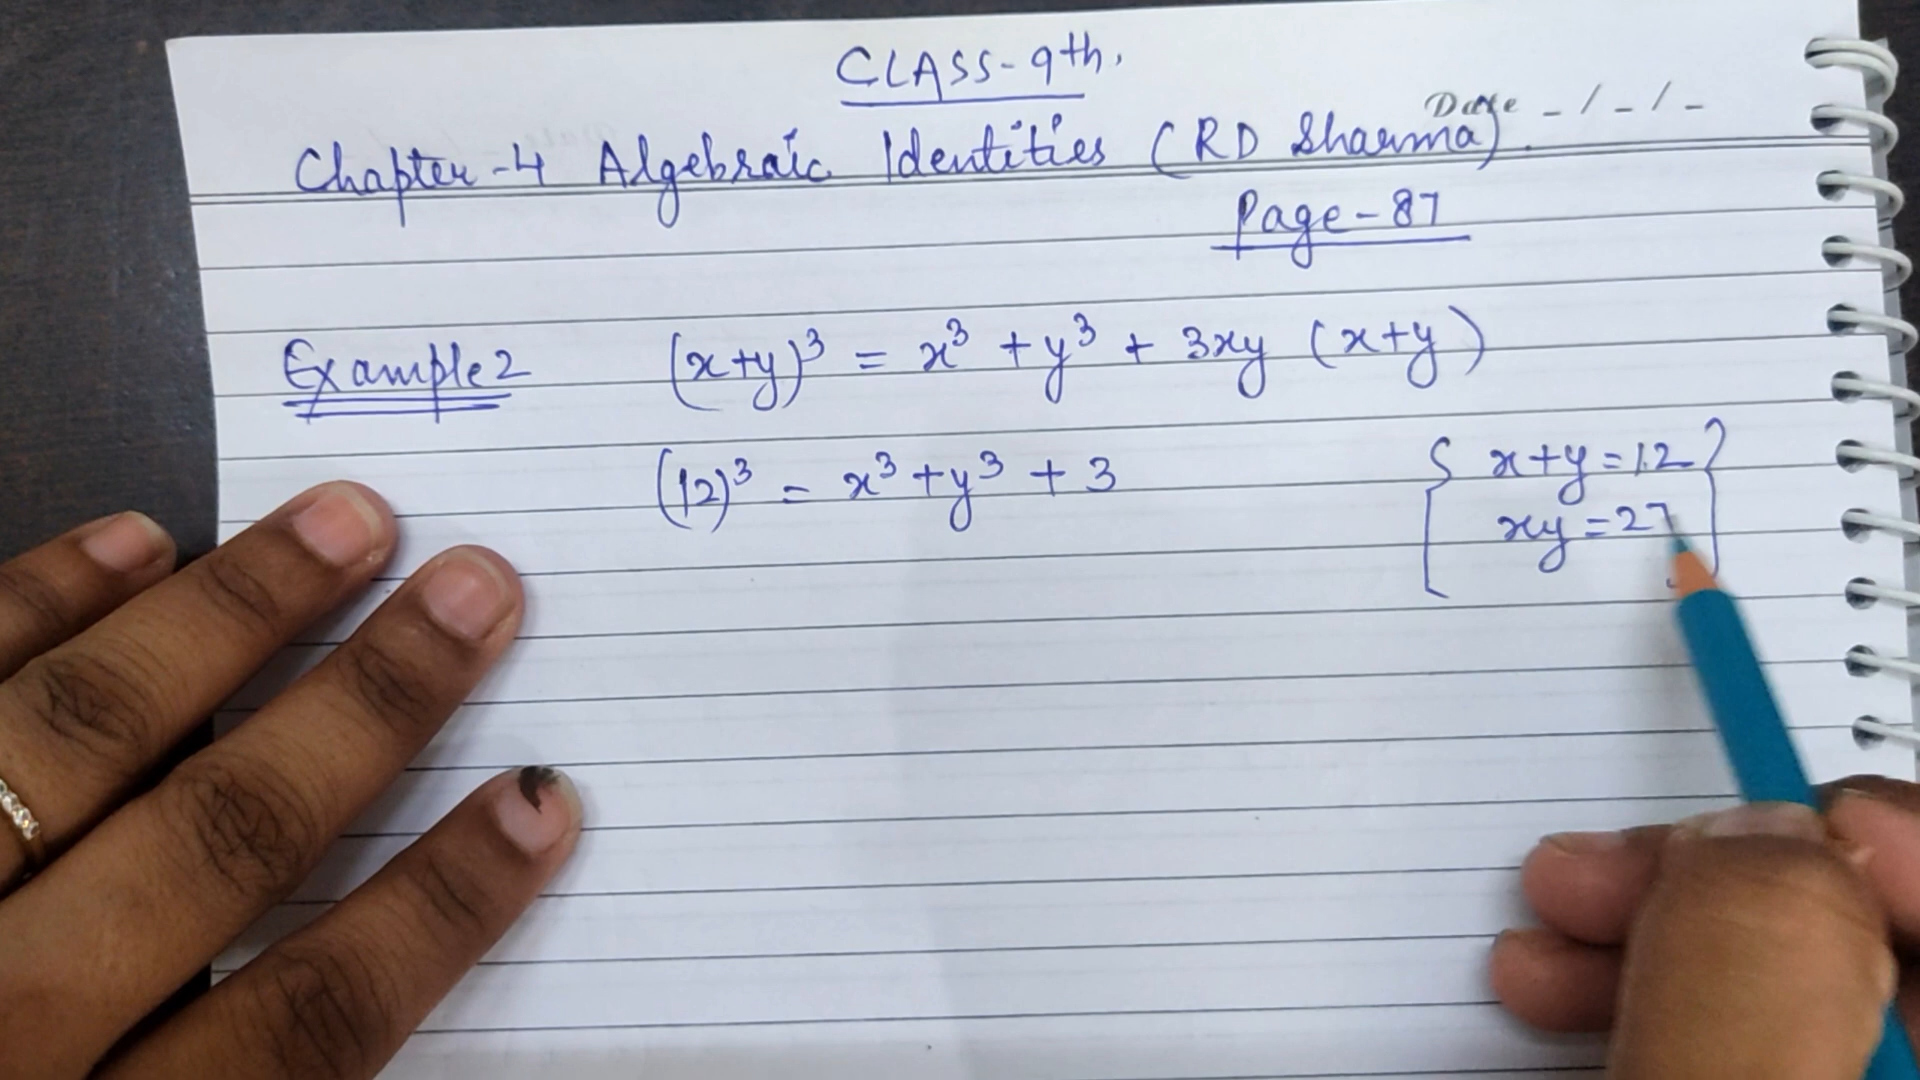 CLASS-9th.
Date _/_/_
Chapter-4 Algebraic Identities (RD Sharma).
Page-87
Example 2 (x+y)³ = x³ + y³ + 3xy (x+y)
(12)³ = x³ + y³ + 3 { x+y = 12 }
xy = 27